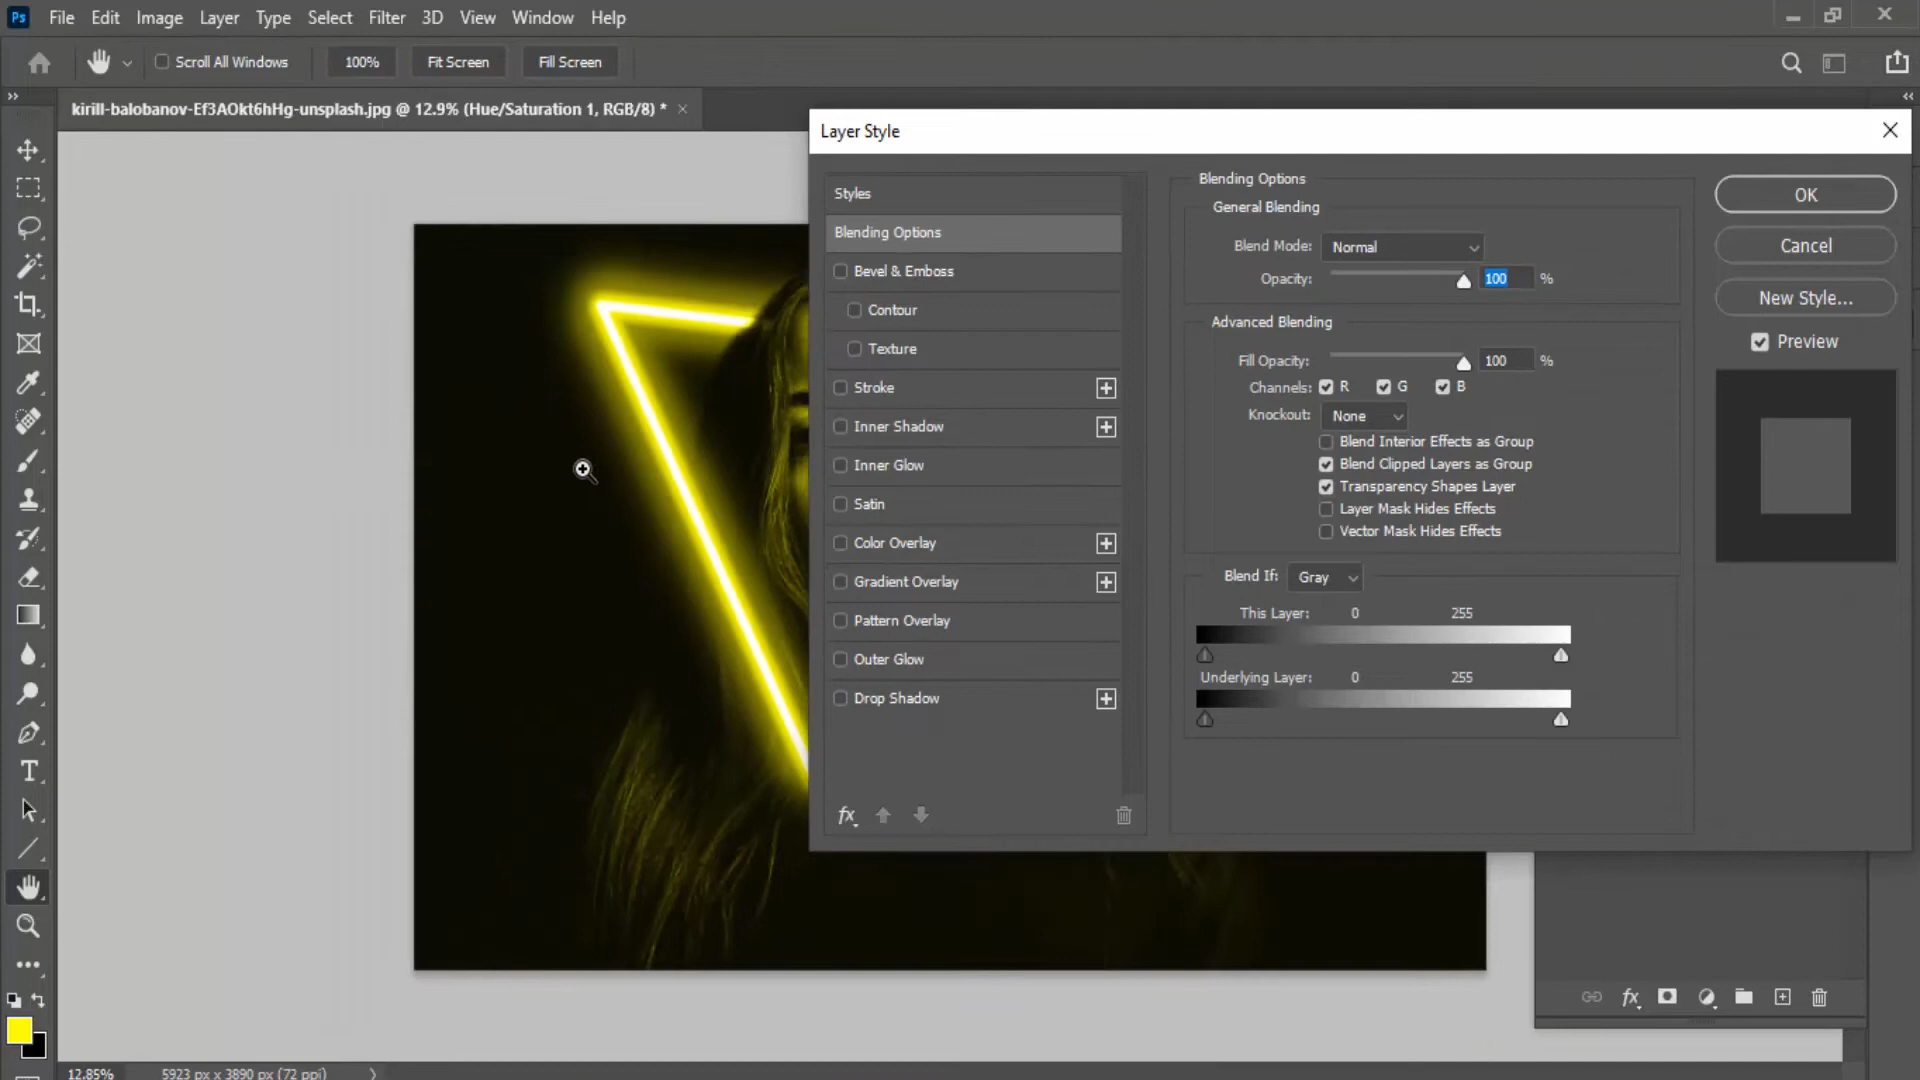 Ps File Edit Image Layer Type Select Filter 3D View Window Help
Scroll All Windows 100% Fit Screen Fill Screen
kirill-balobanov-Ef3AOkt6hHg-unsplash.jpg @ 12.9% (Hue/Saturation 1, RGB/8) *
Layer Style
Styles
Blending Options
Bevel & Emboss
Contour
Texture
Stroke
Inner Shadow
Inner Glow
Satin
Color Overlay
Gradient Overlay
Pattern Overlay
Outer Glow
Drop Shadow
fx
Blending Options
General Blending
Blend Mode: Normal
Opacity: 100 %
Advanced Blending
Fill Opacity: 100 %
Channels: R G B
Knockout: None
Blend Interior Effects as Group
Blend Clipped Layers as Group
Transparency Shapes Layer
Layer Mask Hides Effects
Vector Mask Hides Effects
Blend If: Gray
This Layer: 0 255
Underlying Layer: 0 255
OK
Cancel
New Style...
Preview
T
fx
12.85% 5923 px x 3890 px (72 ppi)